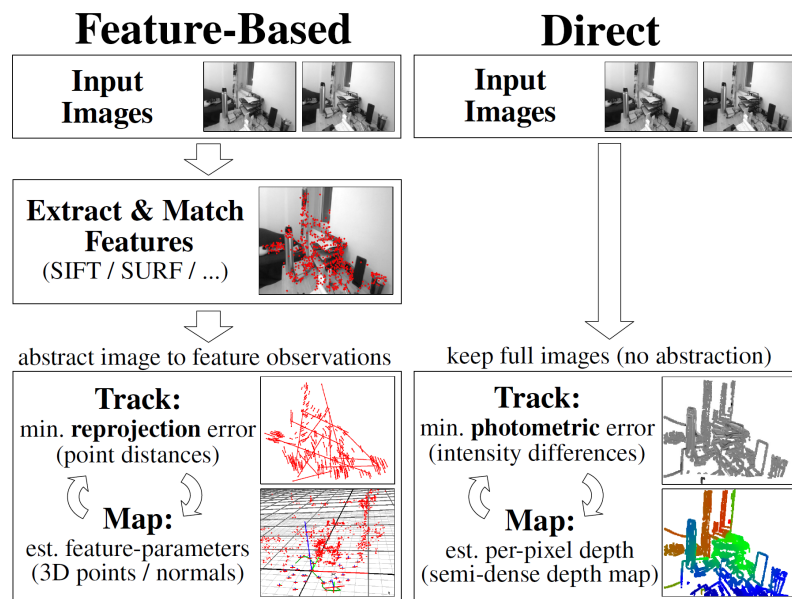 Feature-Based
Input
Images
Extract & Match
Features
(SIFT / SURF / ...)
abstract image to feature observations
Track:
min. reprojection error
(point distances)
Map:
est. feature-parameters
(3D points / normals)
Direct
Input
Images
keep full images (no abstraction)
Track:
min. photometric error
(intensity differences)
Map:
est. per-pixel depth
(semi-dense depth map)